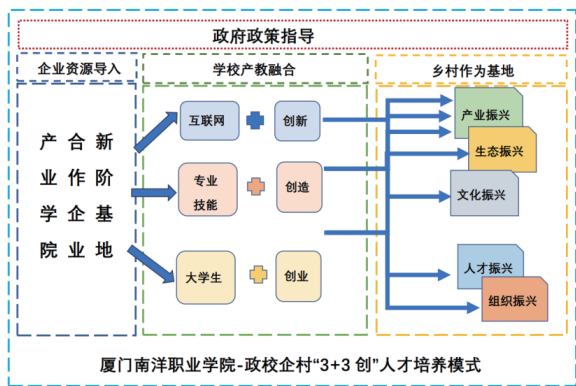 政府政策指导
企业资源导入
学校产教融合
乡村作为基地
产业学院
合作企业
新阶基地
互联网
创新
专业
技能
创造
大学生
创业
产业振兴
生态振兴
文化振兴
人才振兴
组织振兴
厦门南洋职业学院-政校企村“3+3 创”人才培养模式